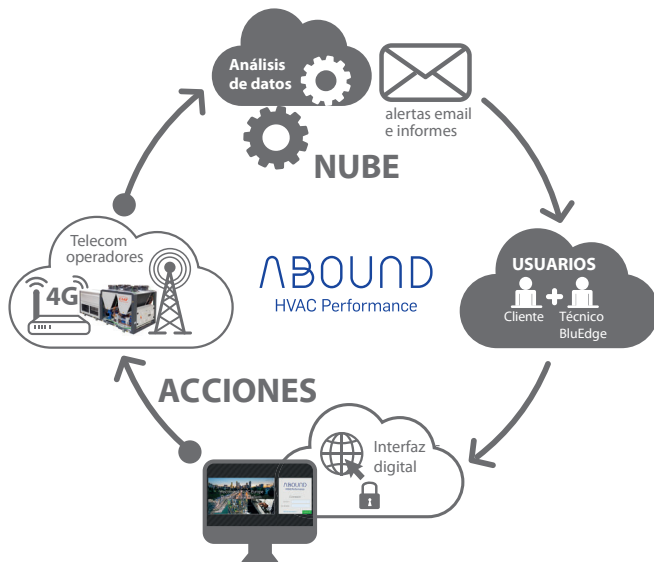 Análisis
de datos
alertas email
e informes
NUBE
Telecom
operadores
4G
ABOUND
HVAC Performance
USUARIOS
Cliente
Técnico
BluEdge
ACCIONES
Interfaz
digital
ABOUND